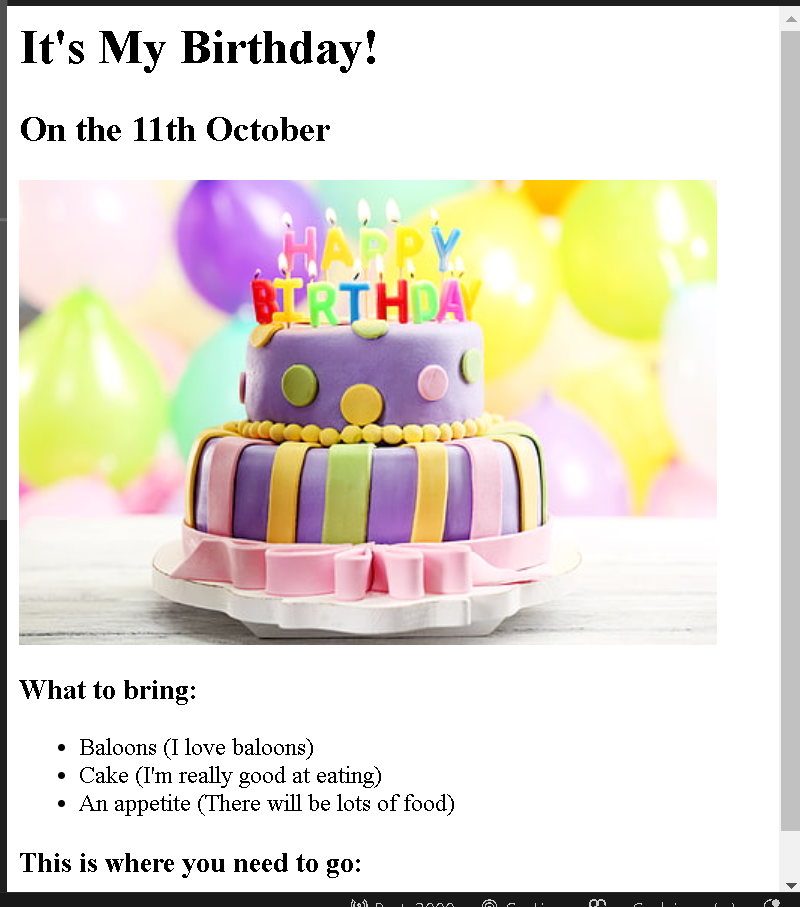 It's My Birthday!
On the 11th October
HAPPY
BIRTHDAY
What to bring:
Baloons (I love baloons)
Cake (I'm really good at eating)
An appetite (There will be lots of food)
This is where you need to go: